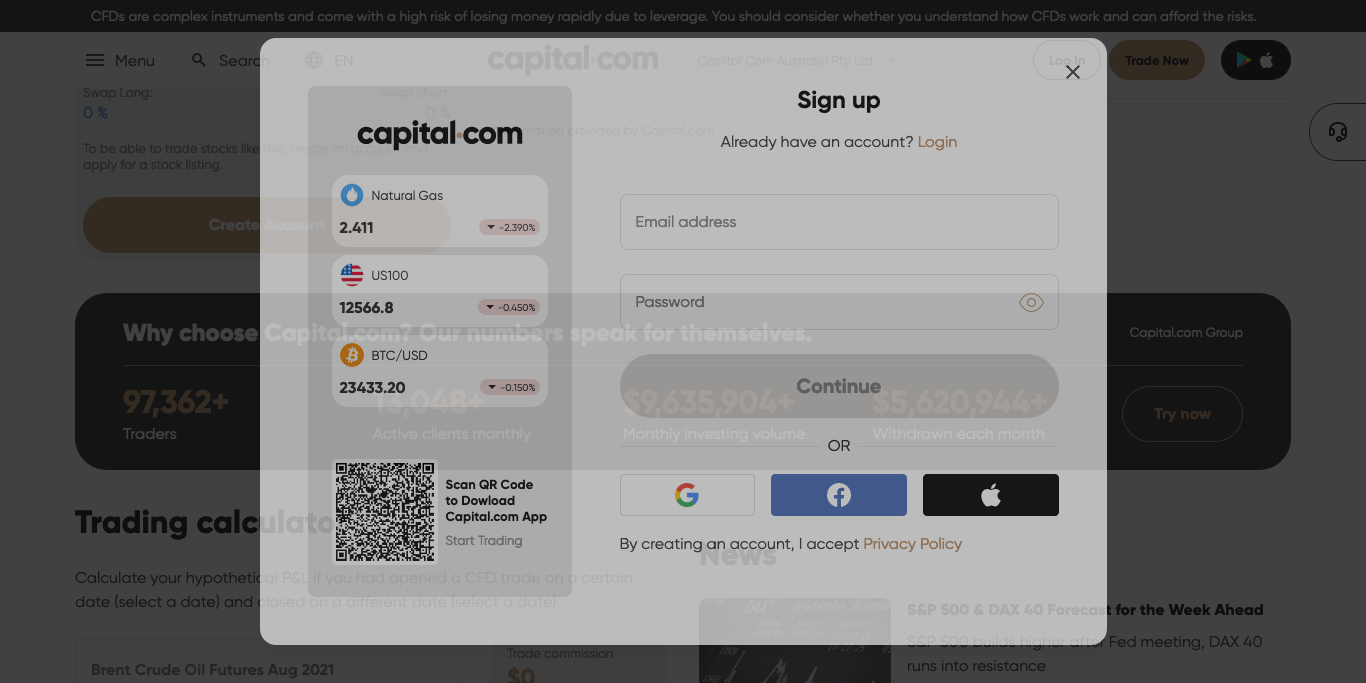 CFDs are complex instruments and come with a high risk of losing money rapidly due to leverage. You should consider whether you understand how CFDs work and can afford the risks.
Menu
Search
EN
capital.com
Capital Com Australia Pty Ltd
Log In
Trade Now
Swap Long:
0 %
Swap Short:
0 %
Information provided by Capital.com
To be able to trade stocks like this, create an account and
apply for a stock listing.
Create Account
capital.com
Natural Gas
2.411
-2.390%
US100
12566.8
-0.450%
BTC/USD
23433.20
-0.150%
Scan QR Code
to Dowload
Capital.com App
Start Trading
Sign up
Already have an account? Login
Email address
Password
Continue
OR
By creating an account, I accept Privacy Policy
Why choose Capital.com? Our numbers speak for themselves.
Capital.com Group
97,362+
Traders
Active clients monthly
$9,635,904+
Monthly investing volume
$5,620,944+
Withdrawn each month
Try now
Trading calculator
Calculate your hypothetical P&L if you had opened a CFD trade on a certain
date (select a date) and closed on a different date (select a date).
Brent Crude Oil Futures Aug 2021
Trade commission
$0
News
S&P 500 & DAX 40 Forecast for the Week Ahead
S&P 500 builds higher after Fed meeting, DAX 40
runs into resistance